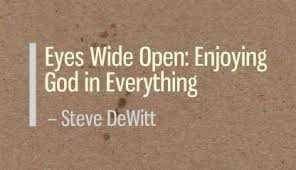 Eyes Wide Open: Enjoying
God in Everything
– Steve DeWitt